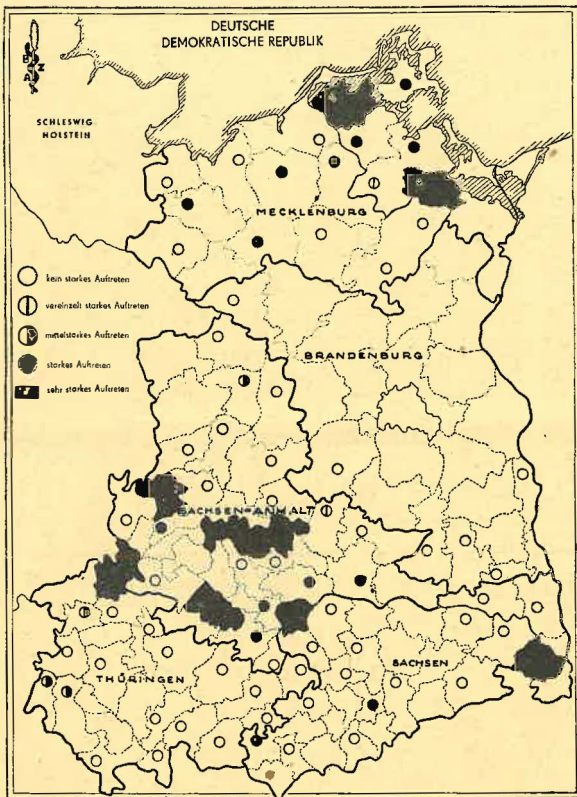 DEUTSCHE
DEMOKRATISCHE REPUBLIK
SCHLESWIG
HOLSTEIN
MECKLENBURG
kein starkes Auftreten
vereinzelt starkes Auftreten
mittelstarkes Auftreten
starkes Auftreten
sehr starkes Auftreten
BRANDENBURG
SACHSEN-ANHALT
SACHSEN
THÜRINGEN